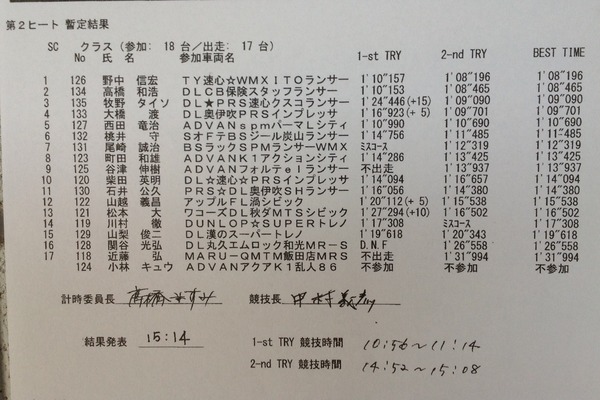 第2ヒート 暫定結果
SC クラス (参加: 18 台/出走: 17 台)
No 氏 名 参加車両名 1-st TRY 2-nd TRY BEST TIME
1 126 野中 信宏 TY速心☆WMXITOランサー 1'10"157 1'08"196 1'08"196
2 134 高橋 和浩 DLCB保険スタッフランサー 1'10"984 1'08"465 1'08"465
3 135 牧野 タイソ DL★PRS速心クスコランサー 1'24"446(+15) 1'09"090 1'09"090
4 133 大橋 渡 DL奥伊吹PRSインプレッサ 1'16"923(+ 5) 1'09"701 1'09"701
5 127 西田 竜治 ADVANspmパーマレシティ 1'10"990 1'10"690 1'10"690
6 132 桃井 守 SオFテBSジール炭山ランサー 1'14"756 1'11"485 1'11"485
7 131 尾崎 誠治 BSラックSPMランサーWMX ミスコース 1'12"319 1'12"319
8 123 町田 和雄 ADVANK1アクションシティ 1'14"286 1'13"425 1'13"425
9 125 谷津 伸樹 ADVANフォルテelランサー 不出走 1'13"937 1'13"937
10 120 柴田 英明 DL☆速心☆PRSインプレッサ 1'14"094 1'16"657 1'14"094
11 130 石井 公久 PRS☆DL奥伊吹SHランサー 1'16"056 1'14"380 1'14"380
12 122 山越 義昌 アップルFL渦シビック 1'20"112(+ 5) 1'15"538 1'15"538
13 121 松本 大 ワコーズDL秋ダMTSシビック 1'27"294(+10) 1'16"502 1'16"502
14 119 川村 徹 DUNLOP☆SUPERトレノ 1'17"308 ミスコース 1'17"308
15 129 山梨 俊二 DL漢のスーパートレノ 1'19"618 1'20"343 1'19"618
16 128 関谷 光弘 DL丸久エムロック和光MR-S D.N.F 1'26"558 1'26"558
17 118 近藤 弘 MARU-QMTM飯田店MRS 不出走 1'31"994 1'31"994
124 小林 キュウ ADVANアクアK1乱人86 不参加 不参加 不参加
計時委員長 高橋ますみ 競技長
結果発表 15:14 1-st TRY 競技時間 10:56~11:14
2-nd TRY 競技時間 14:52~15:08